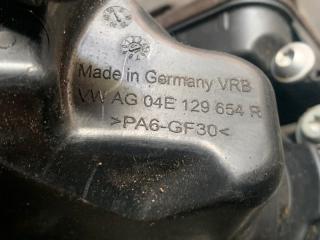 Made in Germany VRB
VW AG 04E 129 654 R
>PA6-GF30<